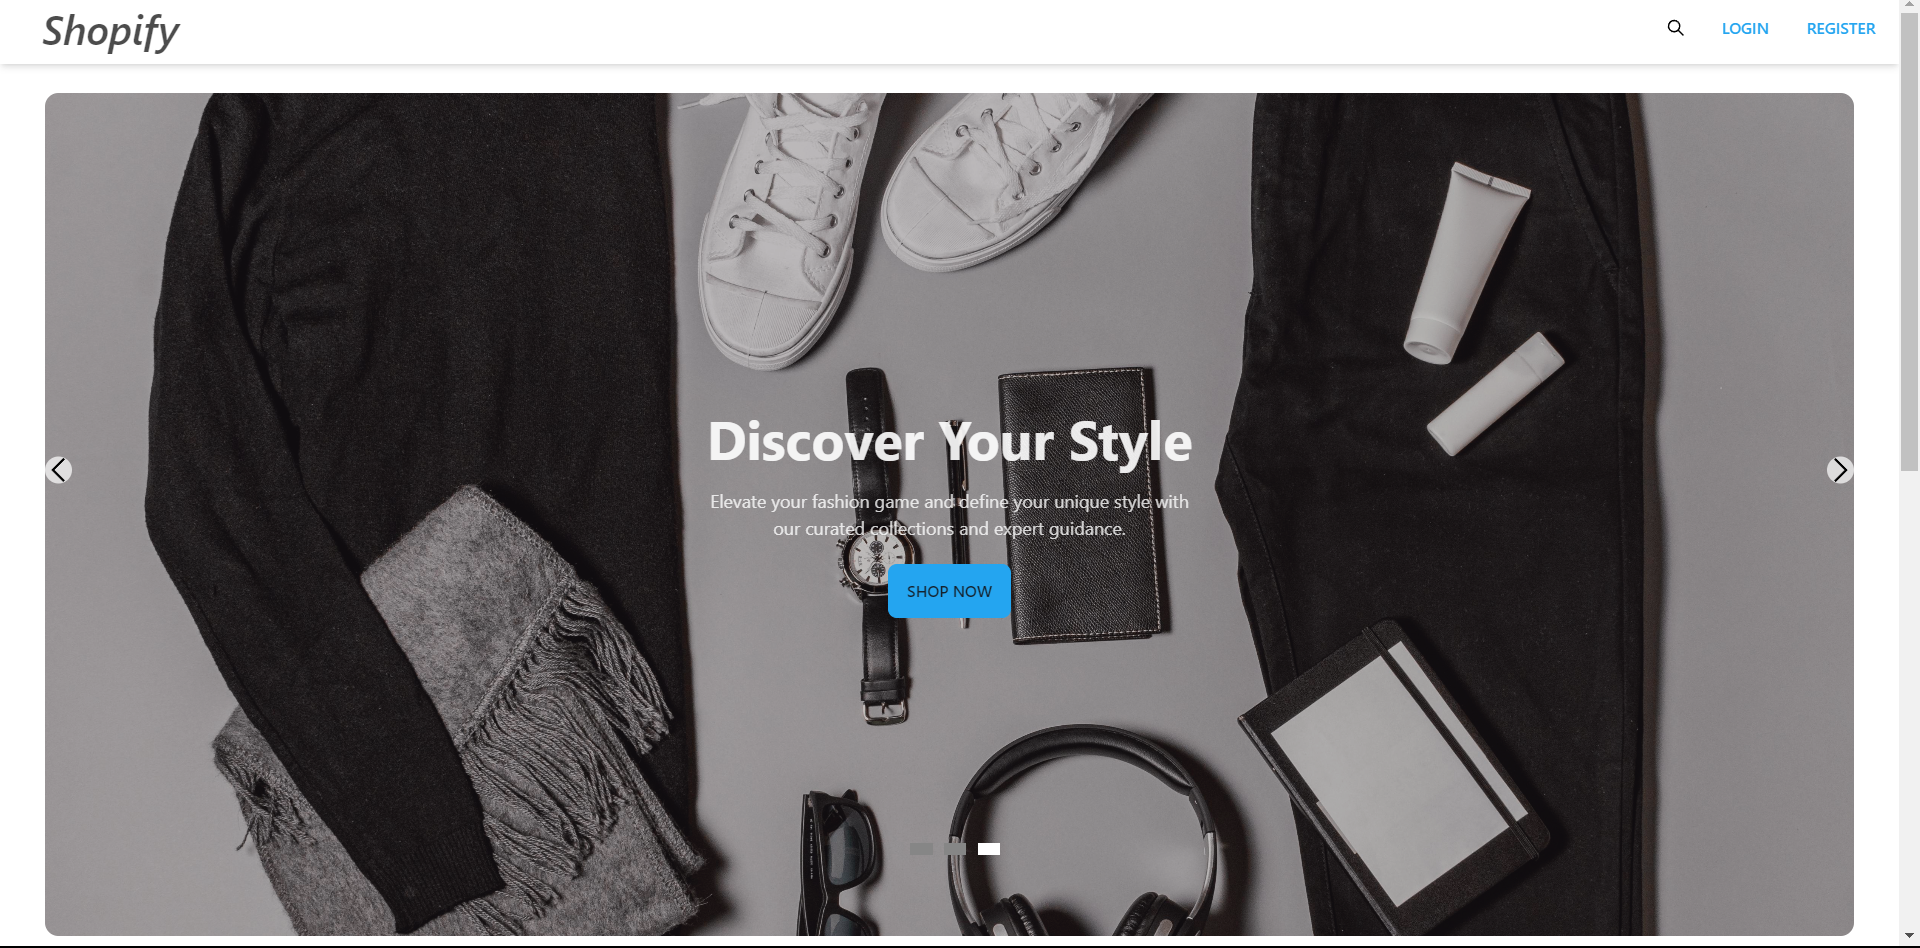 Shopify
LOGIN
REGISTER
Discover Your Style
Elevate your fashion game and define your unique style with
our curated collections and expert guidance.
SHOP NOW